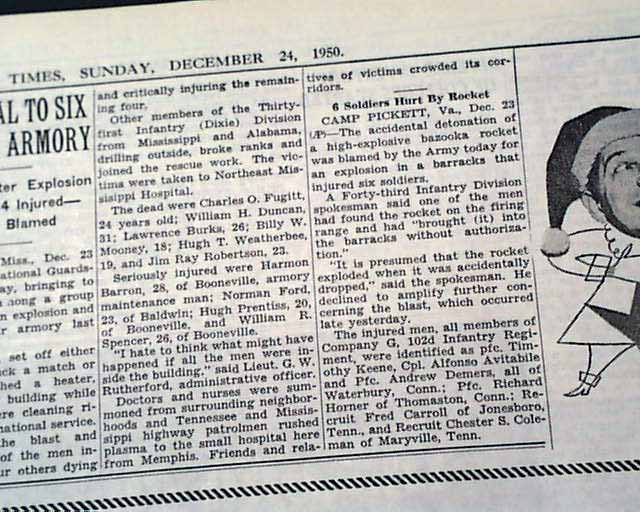 TIMES, SUNDAY, DECEMBER 24, 1950.
AL TO SIX
ARMORY
ter Explosion
4 Injured—
Blamed
Miss., Dec. 23
ational Guards-
ay, bringing to
nong a group
n explosion and
r armory last
set off either
uck a match or
hed a heater,
building while
ere cleaning ri-
national service.
the blast and
of the men in-
ur others dying
and critically injuring the remain-
ing four.
Other members of the Thirty-
first Infantry (Dixie) Division
from Mississippi and Alabama,
drilling outside, broke ranks and
joined the rescue work. The vic-
tims were taken to Northeast Mis-
sissippi Hospital.
The dead were Charles O. Fugitt,
24 years old; William H. Duncan,
31; Lawrence Burks, 26; Billy W.
Mooney, 18; Hugh T. Weatherbee,
19, and Jim Ray Robertson, 23.
Seriously injured were Harmon
Barron, 28, of Booneville, armory
maintenance man; Norman Ford,
23, of Baldwin; Hugh Prentiss, 20,
of Booneville, and William R.
Spencer, 26, of Booneville.
"I hate to think what might have
happened if all the men were in-
side the building," said Lieut. G. W.
Rutherford, administrative officer.
Doctors and nurses were sum-
moned from surrounding neighbor-
hoods and Tennessee and Missis-
sippi highway patrolmen rushed
plasma to the small hospital here
from Memphis. Friends and rela-
tives of victims crowded its cor-
ridors.
6 Soldiers Hurt By Rocket
CAMP PICKETT, Va., Dec. 23
(AP)—The accidental detonation of
a high-explosive bazooka rocket
was blamed by the Army today for
an explosion in a barracks that
injured six soldiers.
A Forty-third Infantry Division
spokesman said one of the men
had found the rocket on the firing
range and had "brought (it) into
the barracks without authoriza-
tion."
"It is presumed that the rocket
exploded when it was accidentally
dropped," said the spokesman. He
declined to amplify further con-
cerning the blast, which occurred
late yesterday.
The injured men, all members of
Company G, 102d Infantry Regi-
ment, were identified as pfc. Tim-
othy Keene, Cpl. Alfonso Avitabile
and Pfc. Andrew Demers, all of
Waterbury, Conn.; Pfc. Richard
Horner of Thomaston, Conn.; Re-
cruit Fred Carroll of Jonesboro,
Tenn., and Recruit Chester S. Cole-
man of Maryville, Tenn.